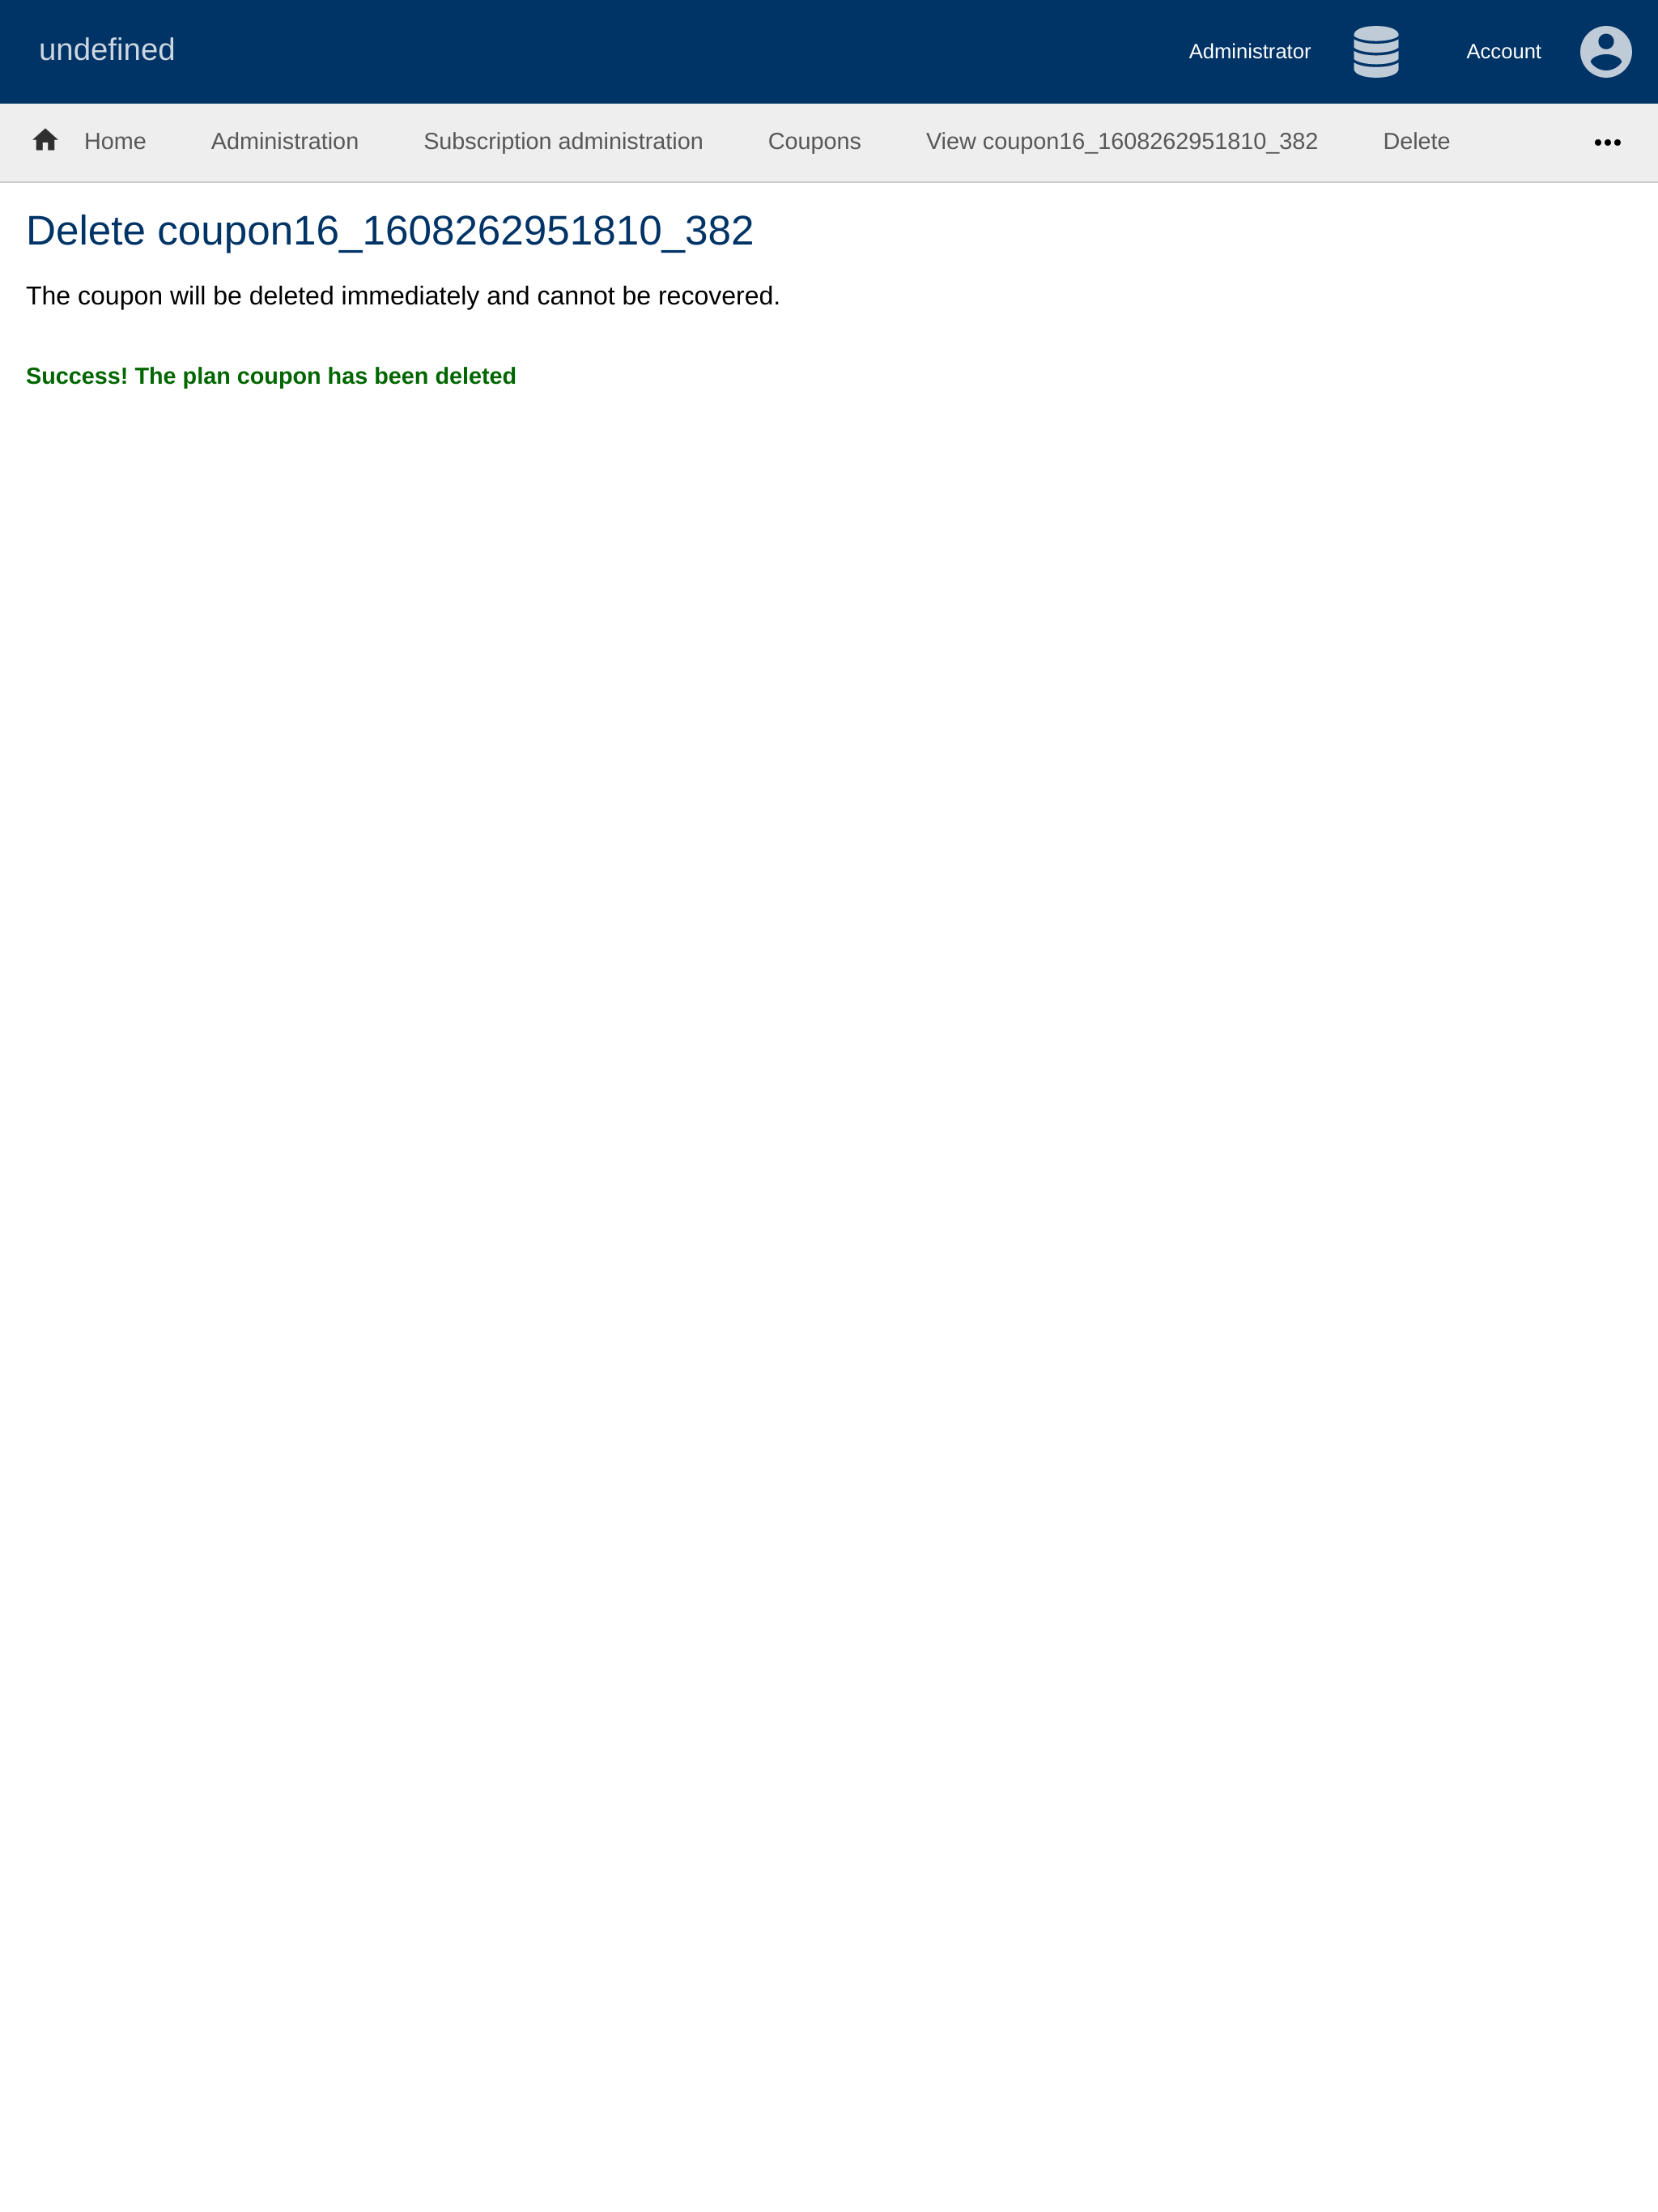 undefined
Administrator
Account
Home
Administration
Subscription administration
Coupons
View coupon16_1608262951810_382
Delete
Delete coupon16_1608262951810_382
The coupon will be deleted immediately and cannot be recovered.
Success! The plan coupon has been deleted